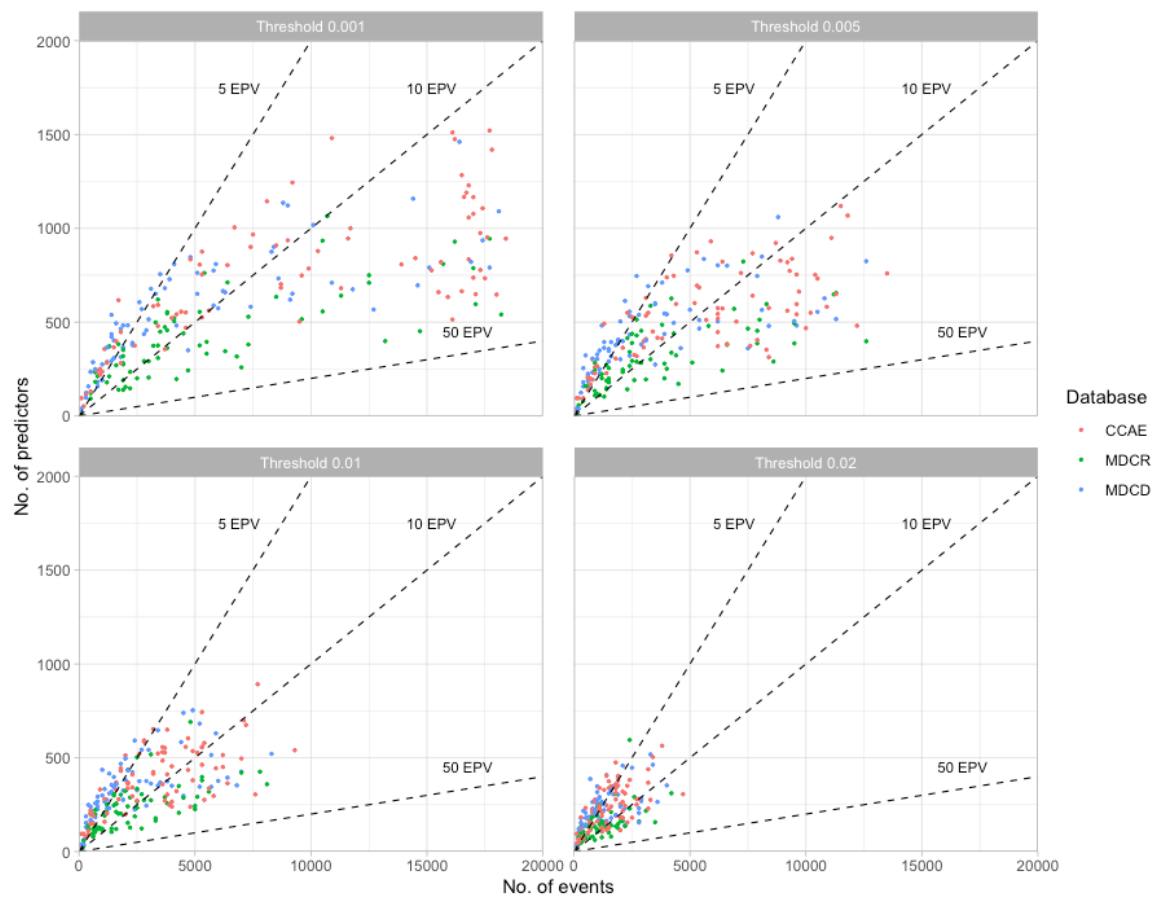 Threshold 0.001
Threshold 0.005
2000
1500
1000
500
0
5 EPV
10 EPV
50 EPV
5 EPV
10 EPV
50 EPV
No. of predictors
Threshold 0.01
Threshold 0.02
2000
1500
1000
500
0
5 EPV
10 EPV
50 EPV
5 EPV
10 EPV
50 EPV
0 5000 10000 15000 20000
0 5000 10000 15000 20000
No. of events
Database
CCAE
MDCR
MDCD